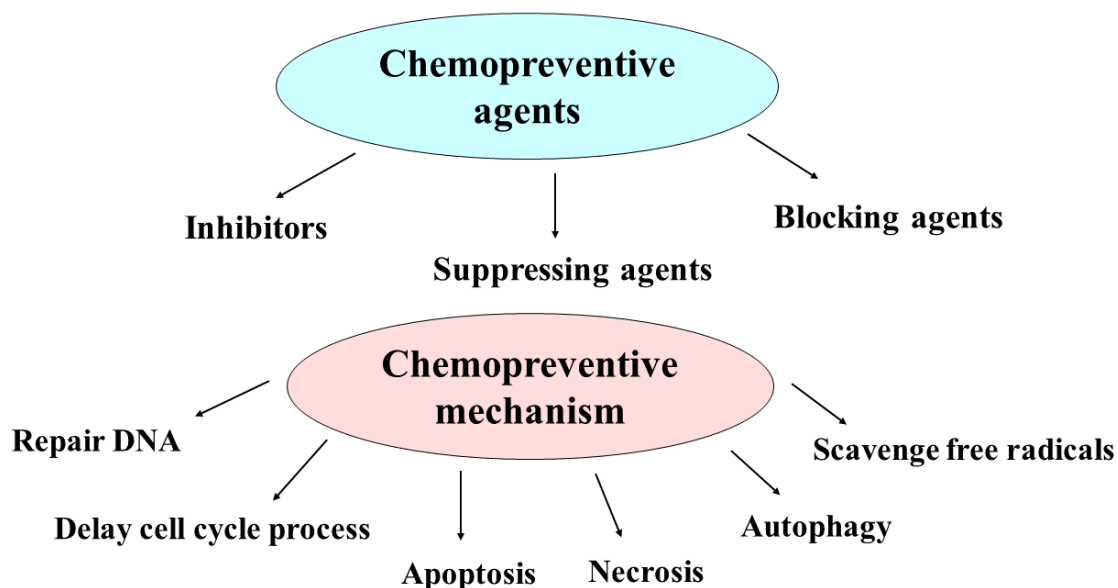 Chemopreventive
agents
Inhibitors
Suppressing agents
Blocking agents
Chemopreventive
mechanism
Repair DNA
Delay cell cycle process
Apoptosis
Necrosis
Autophagy
Scavenge free radicals